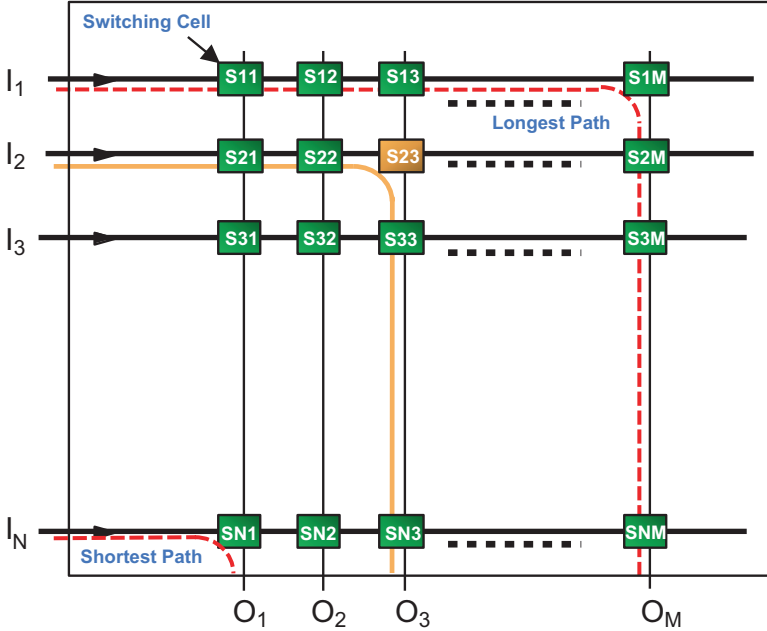 Switching Cell
I1 S11 S12 S13 S1M
Longest Path
I2 S21 S22 S23 S2M
I3 S31 S32 S33 S3M
IN SN1 SN2 SN3 SNM
Shortest Path
O1 O2 O3 OM